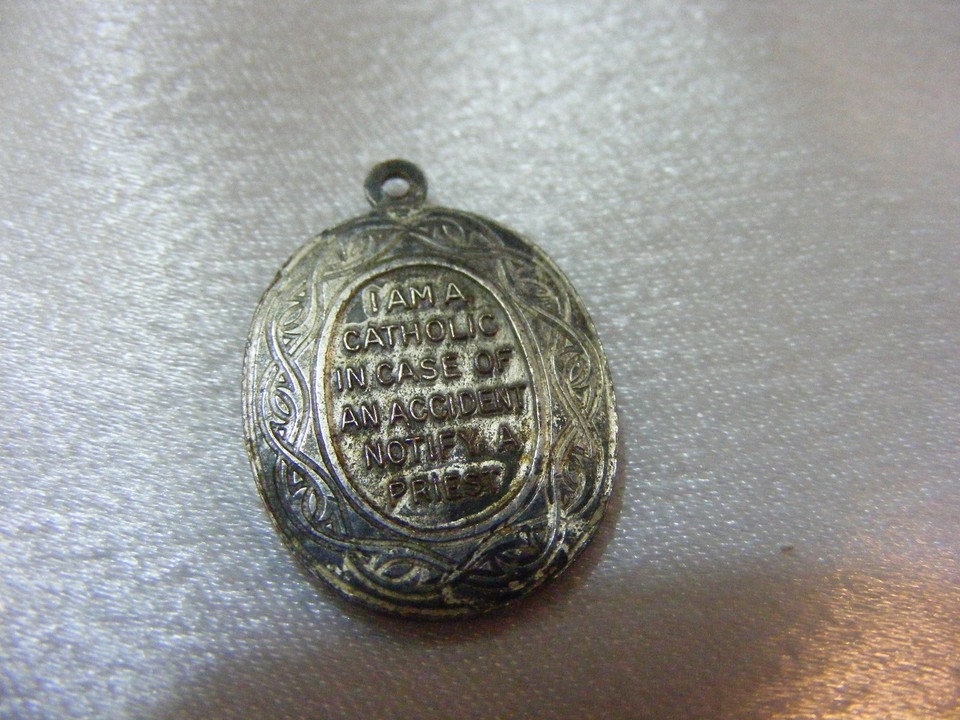 I AM A
CATHOLIC
IN CASE OF
AN ACCIDENT
NOTIFY A
PRIEST